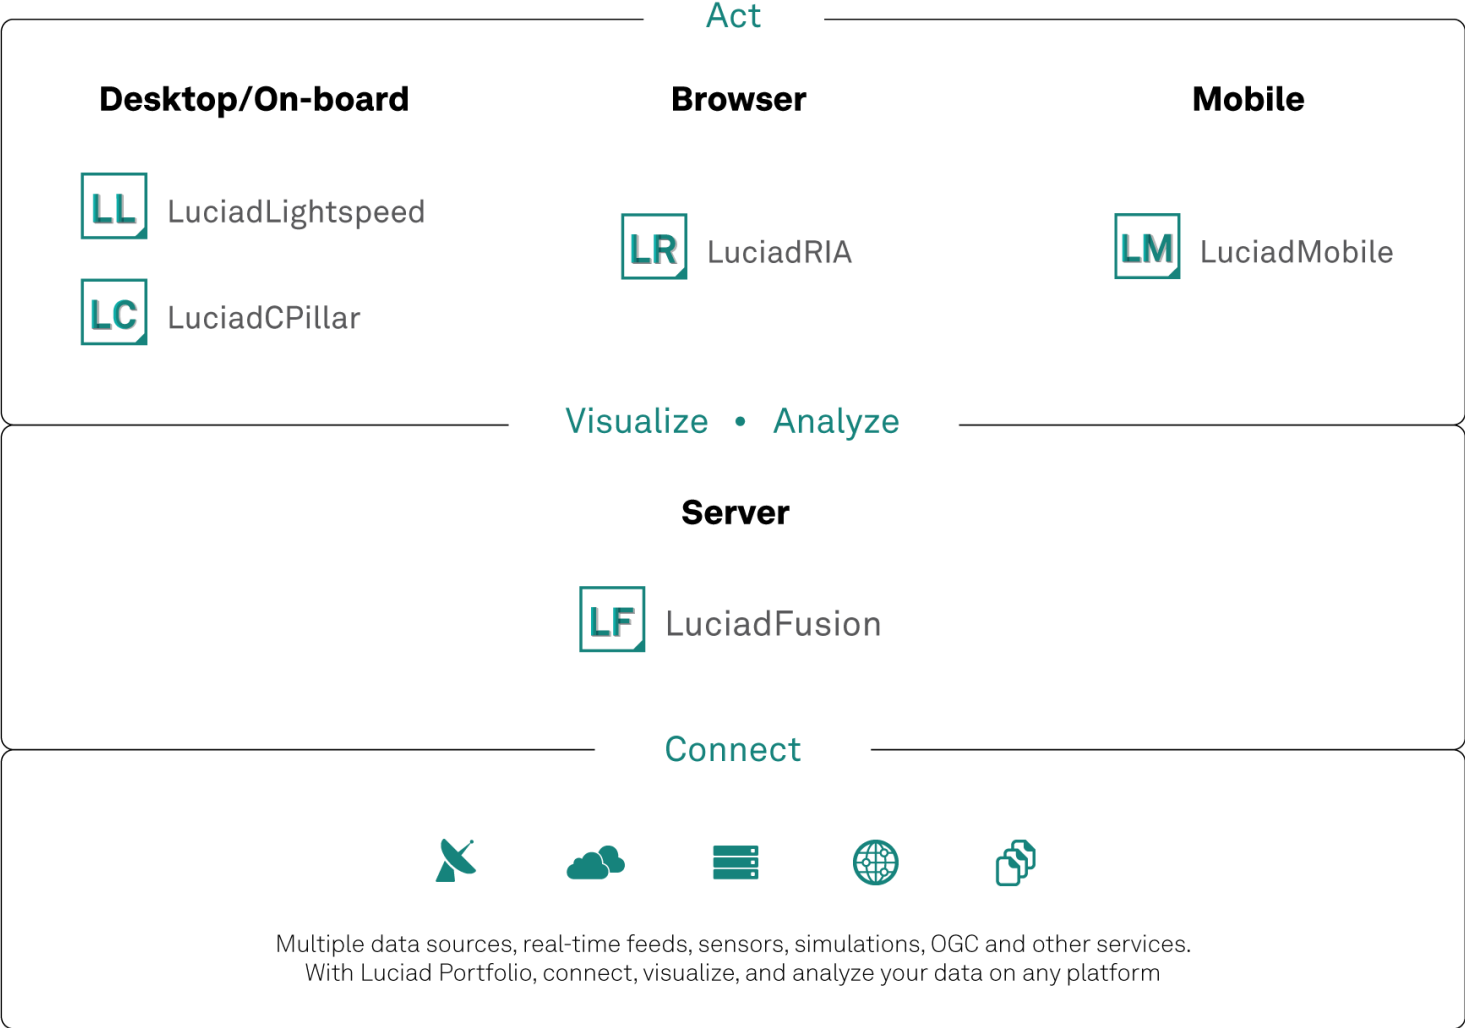 Act
Desktop/On-board
Browser
Mobile
LL LuciadLightspeed
LR LuciadRIA
LM LuciadMobile
LC LuciadCPillar
Visualize • Analyze
Server
LF LuciadFusion
Connect
Multiple data sources, real-time feeds, sensors, simulations, OGC and other services.
With Luciad Portfolio, connect, visualize, and analyze your data on any platform